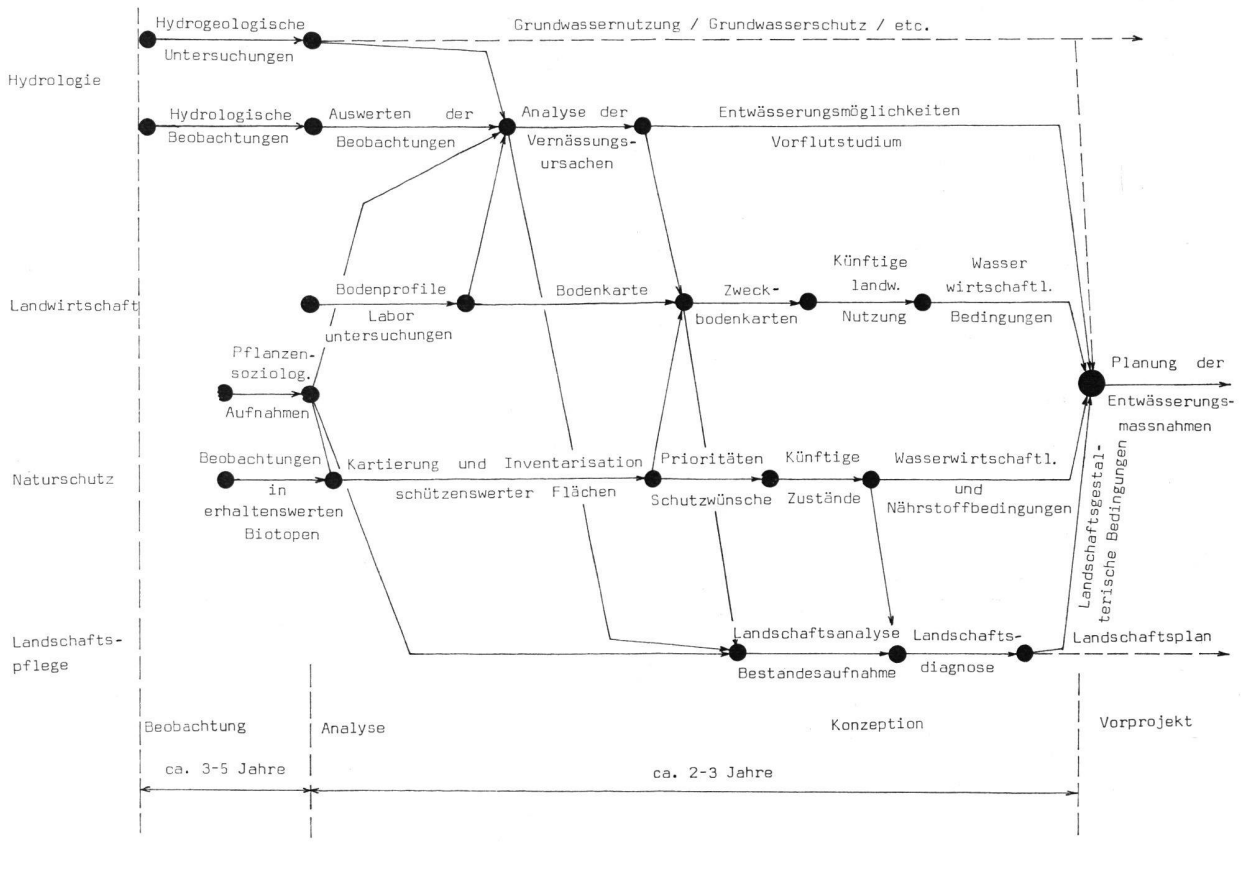 Hydrogeologische
Untersuchungen
Grundwassernutzung / Grundwasserschutz / etc.
Hydrologie
Hydrologische
Beobachtungen
Auswerten der
Beobachtungen
Analyse der
Vernässungs-
ursachen
Entwässerungsmöglichkeiten
Vorflutstudium
Landwirtschaft
Bodenprofile
Labor
untersuchungen
Bodenkarte
Zweck-
bodenkarten
Künftige
landw.
Nutzung
Wasser
wirtschaftl.
Bedingungen
Pflanzen-
soziolog.
Aufnahmen
Planung der
Entwässerungs-
massnahmen
Naturschutz
Beobachtungen
in
erhaltenswerten
Biotopen
Kartierung und Inventarisation
schützenswerter Flächen
Prioritäten
Schutzwünsche
Künftige
Zustände
Wasserwirtschaftl.
und
Nährstoffbedingungen
Landschaftsgestal-
terische Bedingungen
Landschafts-
pflege
Landschaftsanalyse
Bestandesaufnahme
Landschafts-
diagnose
Landschaftsplan
Beobachtung
Analyse
Konzeption
Vorprojekt
ca. 3-5 Jahre
ca. 2-3 Jahre